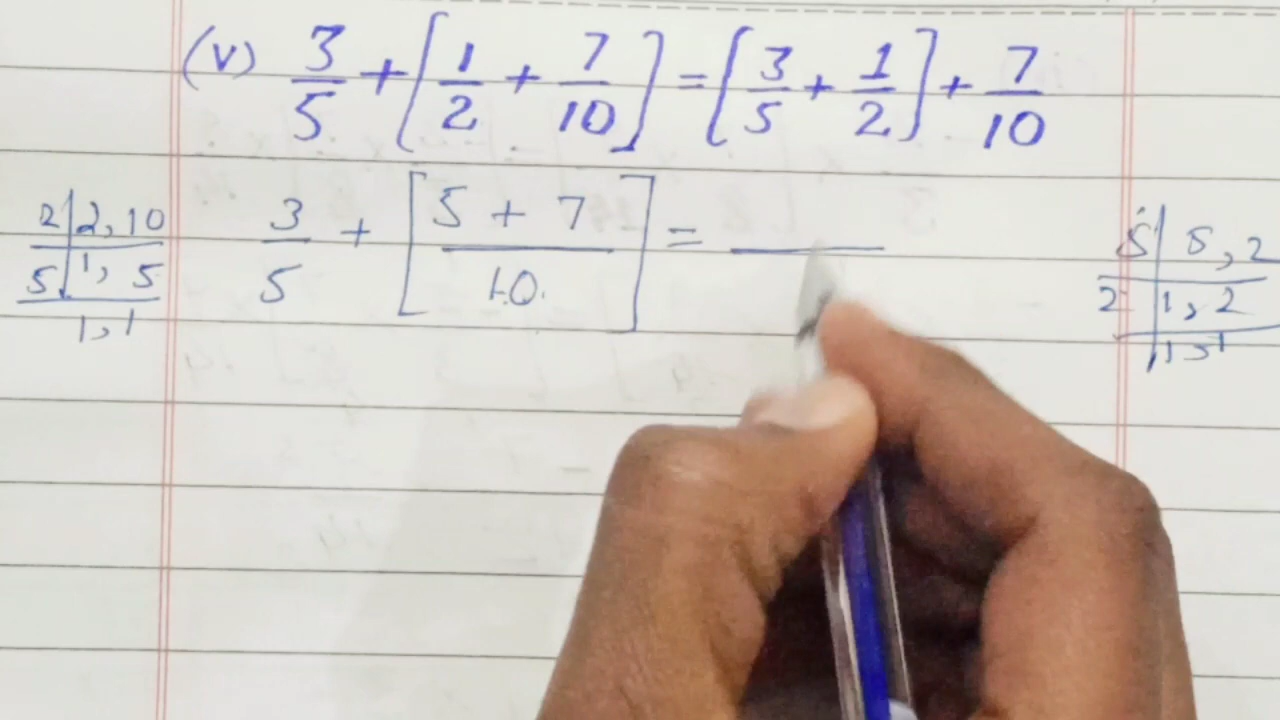 (v) 3/5 + [1/2 + 7/10] = [3/5 + 1/2] + 7/10
2 | 2, 10
5 | 1, 5
1, 1
3/5 + [5 + 7 / 10] =
5 | 5, 2
2 | 1, 2
1, 1